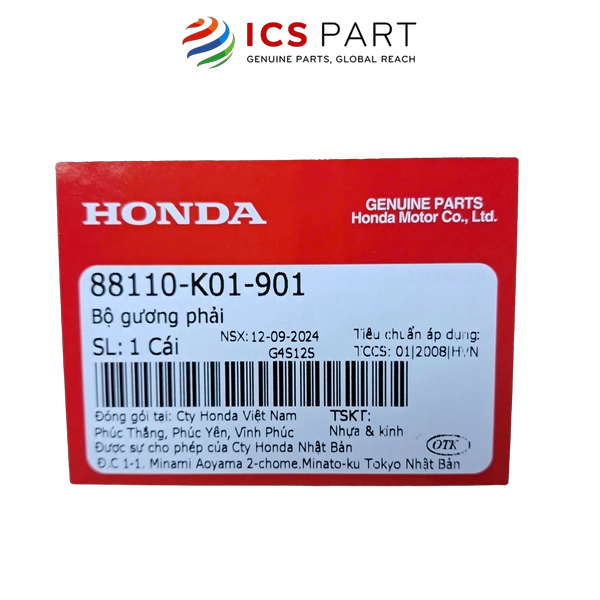 ICS PART
GENUINE PARTS, GLOBAL REACH
HONDA
GENUINE PARTS
Honda Motor Co., Ltd.
88110-K01-901
Bộ gương phải
SL: 1 Cái
NSX: 12-09-2024
G4S12S
Tiêu chuẩn áp dụng:
TCCS: 01|2008|HVN
Đóng gói tại: Cty Honda Việt Nam
Phúc Thắng, Phúc Yên, Vĩnh Phúc
Được sự cho phép của Cty Honda Nhật Bản
Đ.C 1-1. Minami Aoyama 2-chome.Minato-ku Tokyo Nhật Bản
TSKT:
Nhựa & kinh
OTK